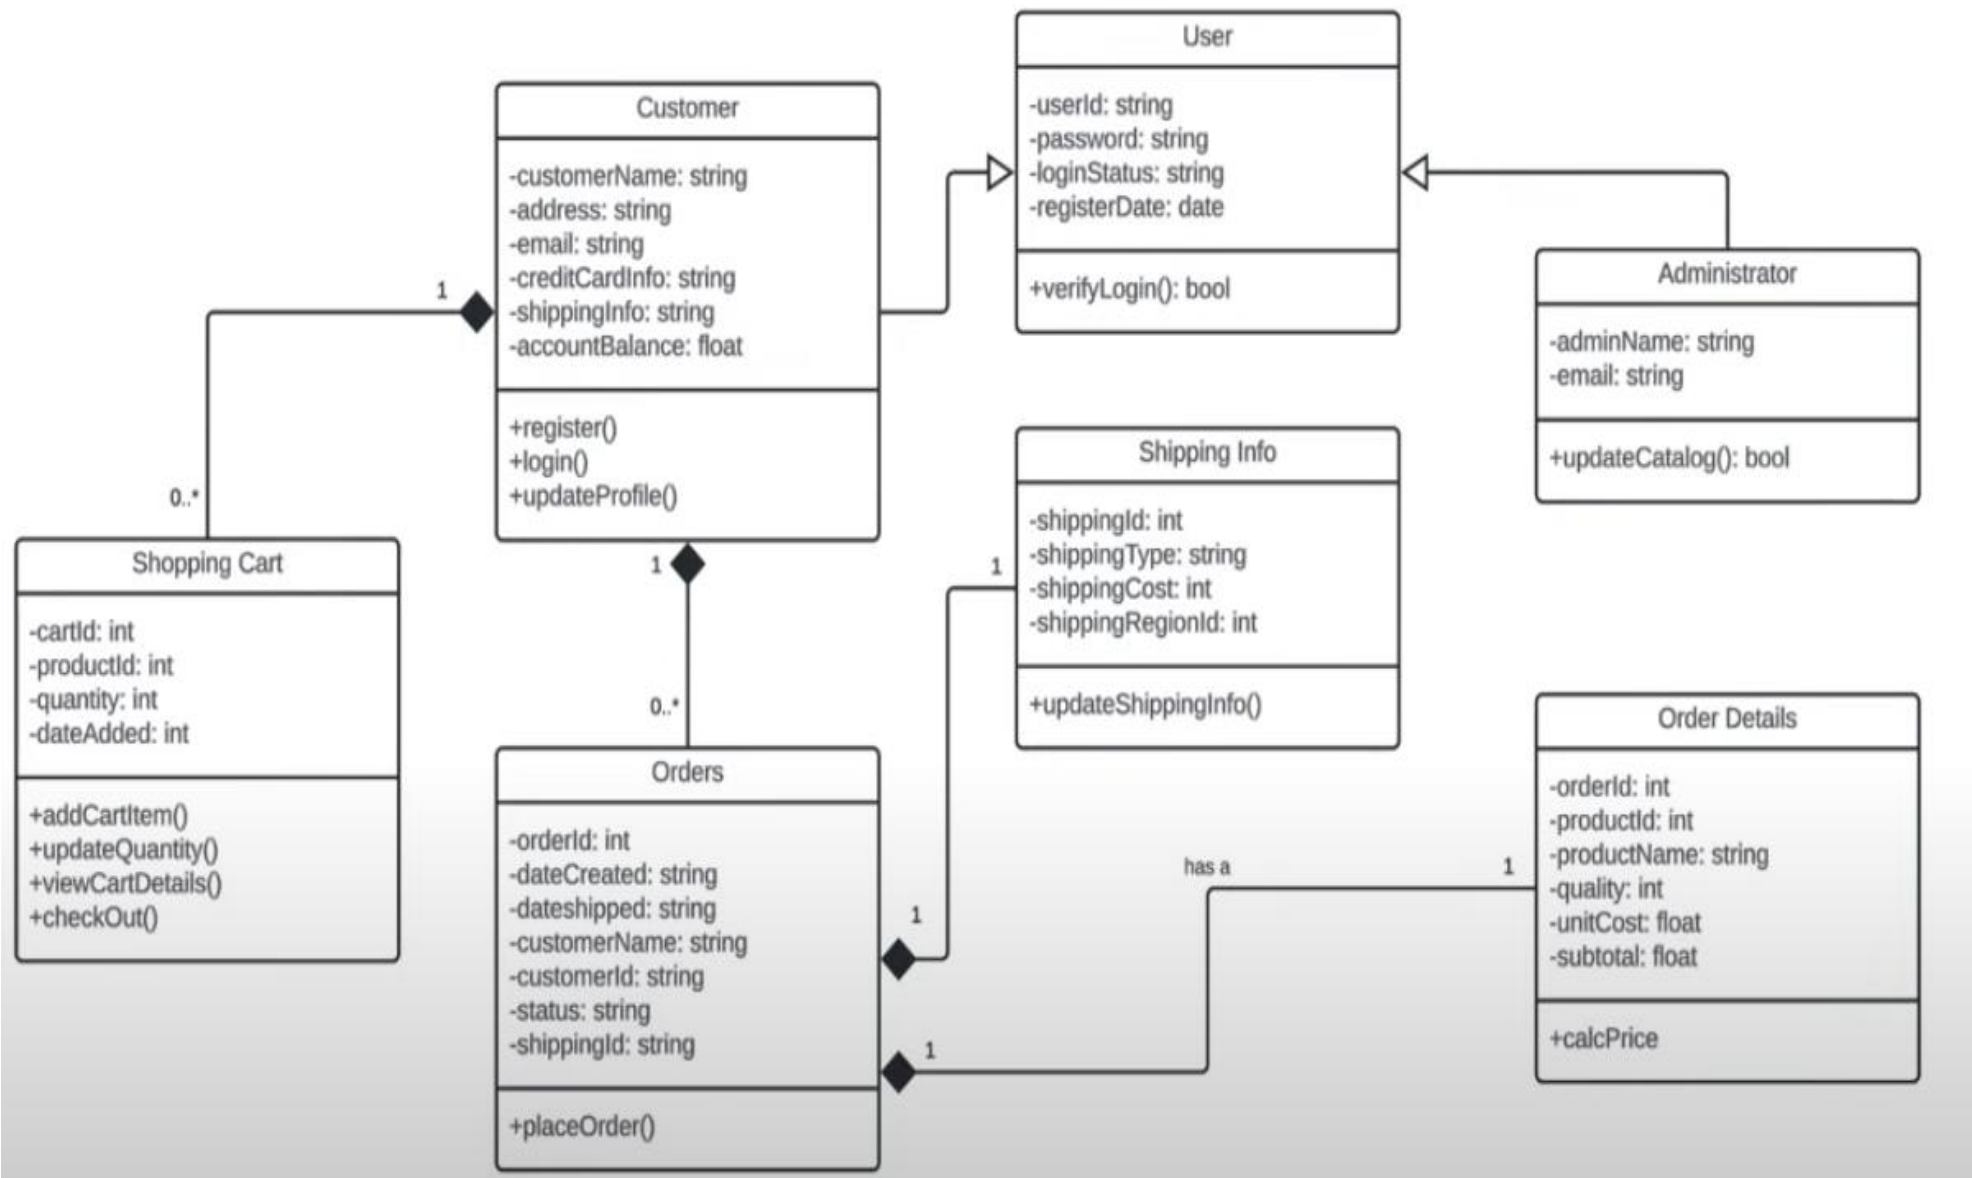 User
-userId: string
-password: string
-loginStatus: string
-registerDate: date
+verifyLogin(): bool
Customer
-customerName: string
-address: string
-email: string
-creditCardInfo: string
-shippingInfo: string
-accountBalance: float
+register()
+login()
+updateProfile()
Administrator
-adminName: string
-email: string
+updateCatalog(): bool
1
0..*
Shopping Cart
-cartId: int
-productId: int
-quantity: int
-dateAdded: int
+addCartItem()
+updateQuantity()
+viewCartDetails()
+checkOut()
1
0..*
Shipping Info
-shippingId: int
-shippingType: string
-shippingCost: int
-shippingRegionId: int
+updateShippingInfo()
1
Orders
-orderId: int
-dateCreated: string
-dateshipped: string
-customerName: string
-customerId: string
-status: string
-shippingId: string
+placeOrder()
1
1
has a
1
Order Details
-orderId: int
-productId: int
-productName: string
-quality: int
-unitCost: float
-subtotal: float
+calcPrice